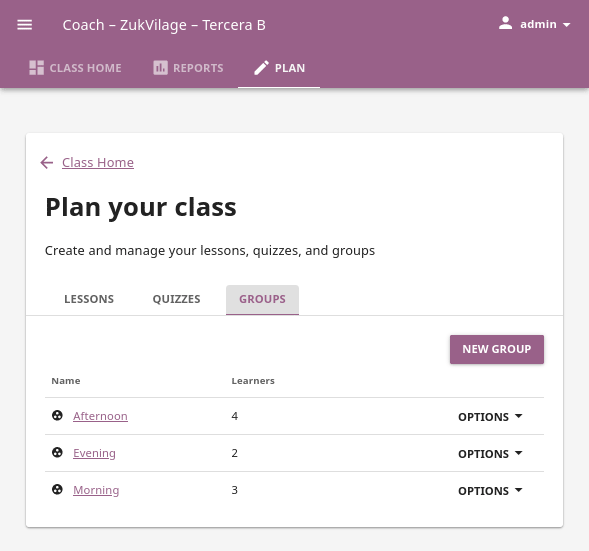 Coach – ZukVilage – Tercera B
admin
CLASS HOME REPORTS PLAN
Class Home
Plan your class
Create and manage your lessons, quizzes, and groups
LESSONS QUIZZES GROUPS
NEW GROUP
Name Learners
Afternoon 4 OPTIONS
Evening 2 OPTIONS
Morning 3 OPTIONS